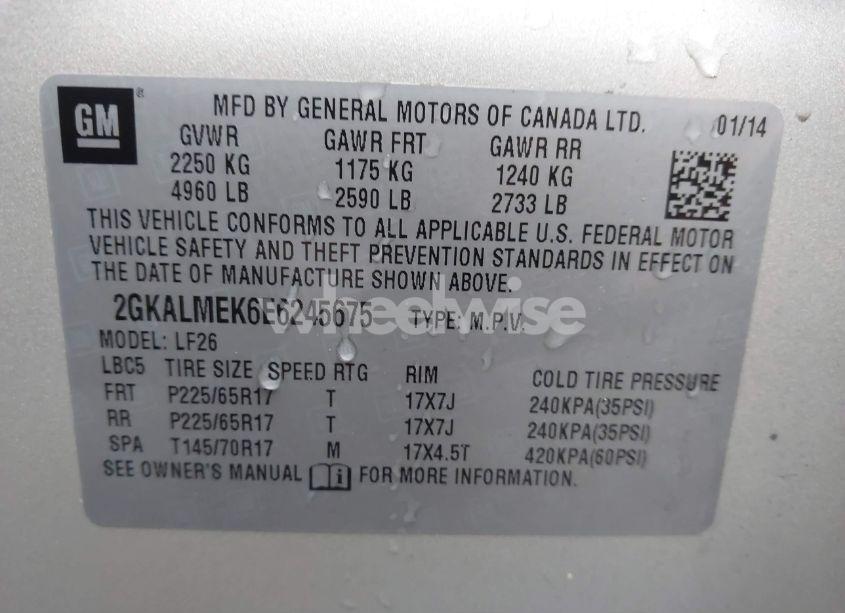 GM ® MFD BY GENERAL MOTORS OF CANADA LTD. 01/14
GVWR GAWR FRT GAWR RR
2250 KG 1175 KG 1240 KG
4960 LB 2590 LB 2733 LB
THIS VEHICLE CONFORMS TO ALL APPLICABLE U.S. FEDERAL MOTOR
VEHICLE SAFETY AND THEFT PREVENTION STANDARDS IN EFFECT ON
THE DATE OF MANUFACTURE SHOWN ABOVE.
2GKALMEK6E6245675 TYPE: M.P.V.
wheelwise
MODEL: LF26
LBC5 TIRE SIZE SPEED RTG RIM COLD TIRE PRESSURE
FRT P225/65R17 T 17X7J 240KPA(35PSI)
RR P225/65R17 T 17X7J 240KPA(35PSI)
SPA T145/70R17 M 17X4.5T 420KPA(60PSI)
SEE OWNER'S MANUAL i FOR MORE INFORMATION.